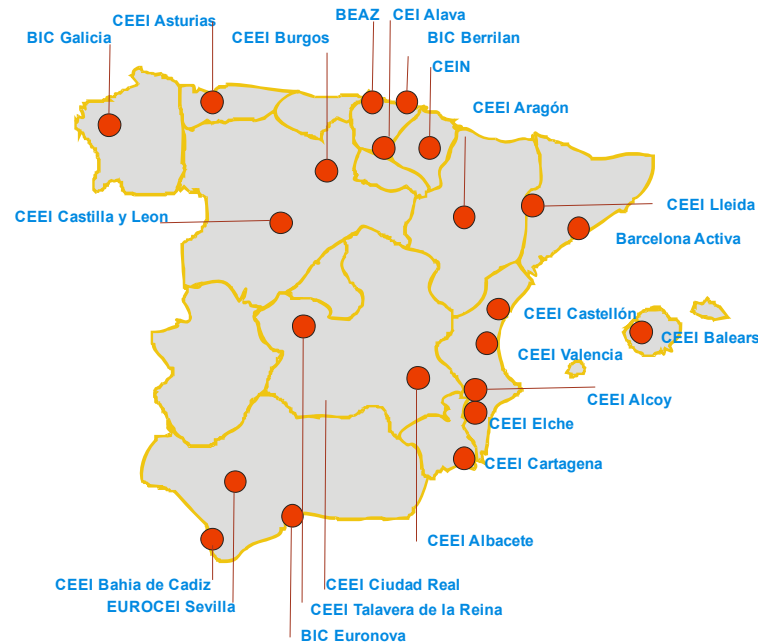 BEAZ
CEI Alava
CEEI Asturias
BIC Galicia
CEEI Burgos
BIC Berrilan
CEIN
CEEI Aragón
CEEI Castilla y Leon
CEEI Lleida
Barcelona Activa
CEEI Castellón
CEEI Balears
CEEI Valencia
CEEI Alcoy
CEEI Elche
CEEI Cartagena
CEEI Albacete
CEEI Bahia de Cadiz
CEEI Ciudad Real
EUROCEI Sevilla
CEEI Talavera de la Reina
BIC Euronova